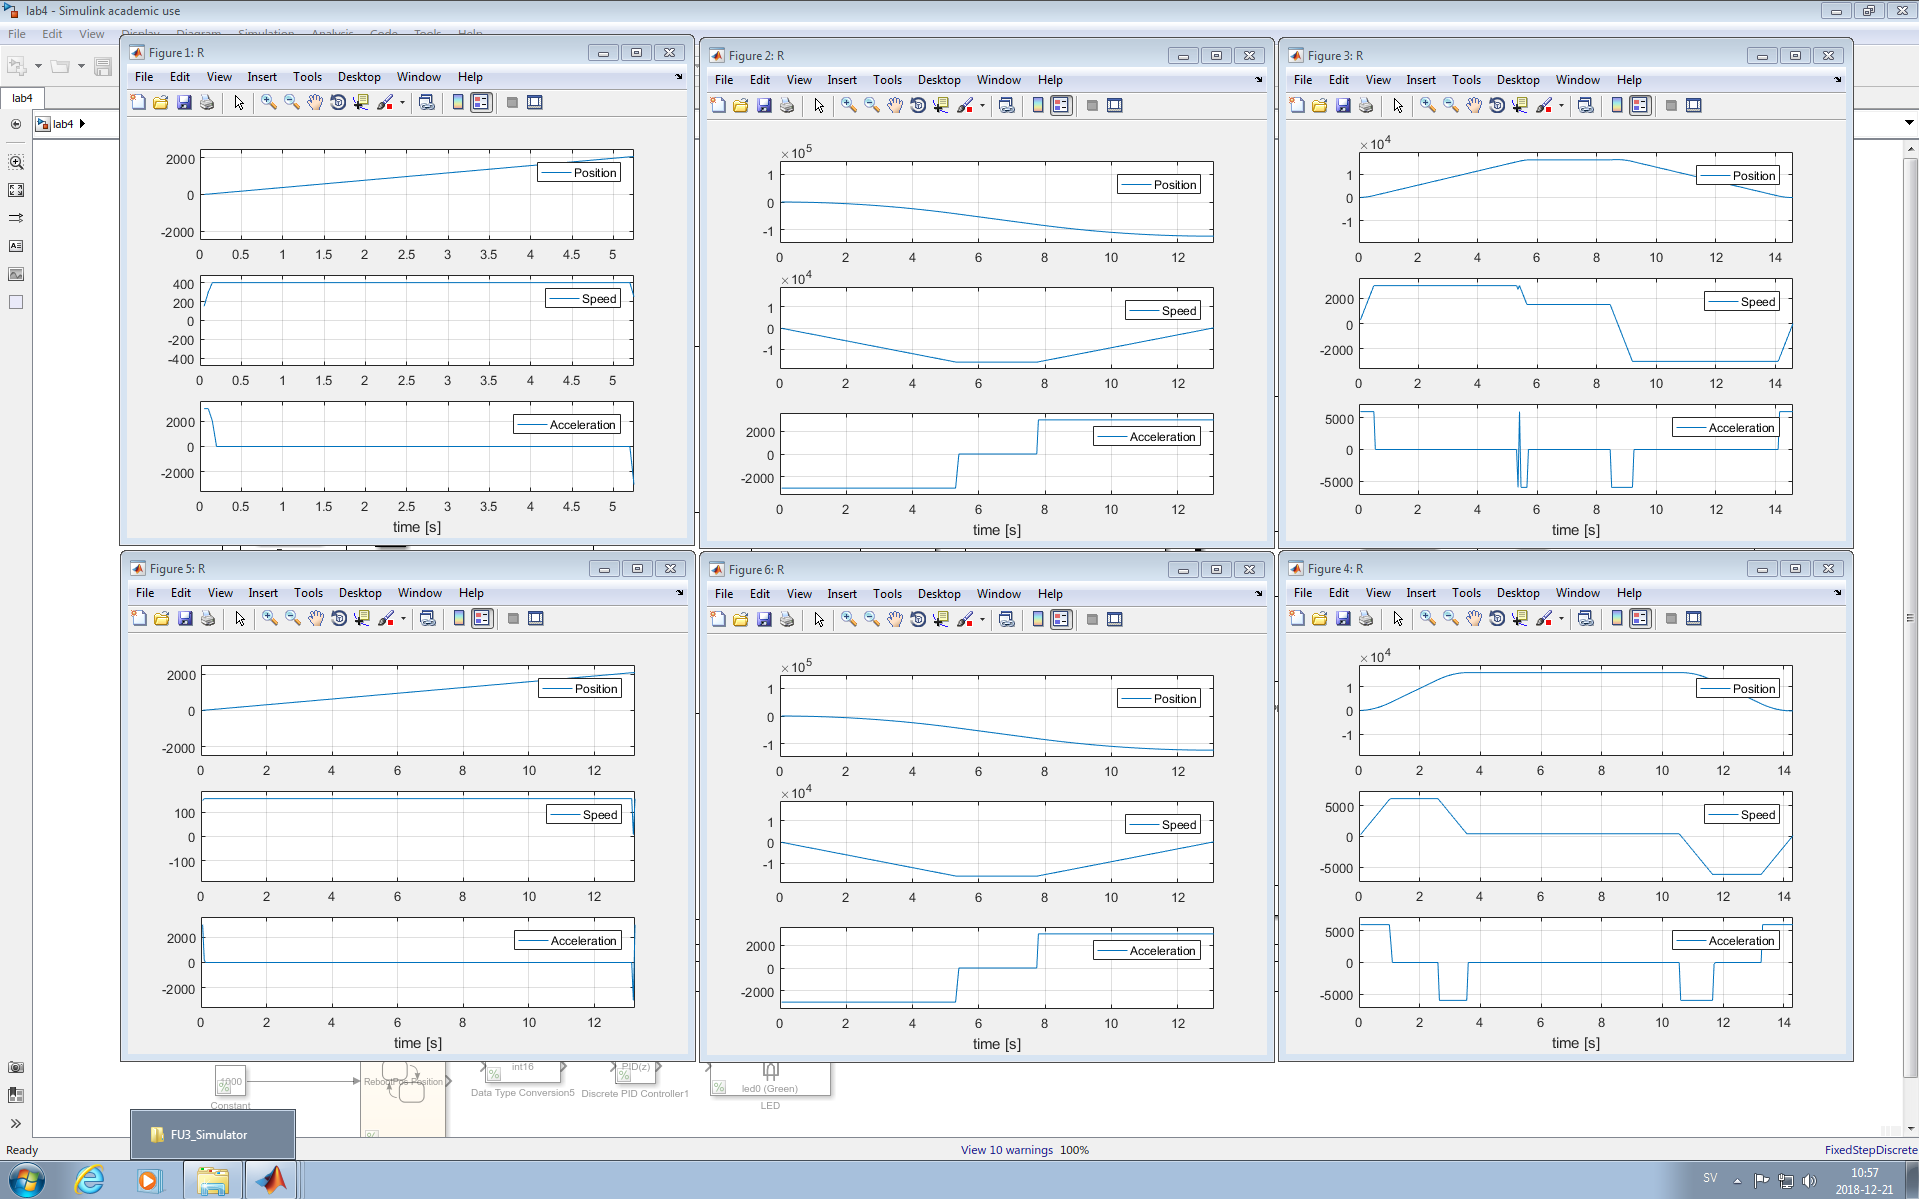 lab4 - Simulink academic use
File Edit View Display Diagram Simulation Analysis Code Tools Help
lab4
lab4
Figure 1: R
File Edit View Insert Tools Desktop Window Help
2000
0
-2000
Position
0 0.5 1 1.5 2 2.5 3 3.5 4 4.5 5
400
200
0
-200
-400
Speed
0 0.5 1 1.5 2 2.5 3 3.5 4 4.5 5
2000
0
-2000
Acceleration
0 0.5 1 1.5 2 2.5 3 3.5 4 4.5 5
time [s]
Figure 2: R
File Edit View Insert Tools Desktop Window Help
×10^5
1
0
-1
Position
0 2 4 6 8 10 12
×10^4
1
0
-1
Speed
0 2 4 6 8 10 12
2000
0
-2000
Acceleration
0 2 4 6 8 10 12
time [s]
Figure 3: R
File Edit View Insert Tools Desktop Window Help
×10^4
1
0
-1
Position
0 2 4 6 8 10 12 14
2000
0
-2000
Speed
0 2 4 6 8 10 12 14
5000
0
-5000
Acceleration
0 2 4 6 8 10 12 14
time [s]
Figure 5: R
File Edit View Insert Tools Desktop Window Help
2000
0
-2000
Position
0 2 4 6 8 10 12
100
0
-100
Speed
0 2 4 6 8 10 12
2000
0
-2000
Acceleration
0 2 4 6 8 10 12
time [s]
Figure 6: R
File Edit View Insert Tools Desktop Window Help
×10^5
1
0
-1
Position
0 2 4 6 8 10 12
×10^4
1
0
-1
Speed
0 2 4 6 8 10 12
2000
0
-2000
Acceleration
0 2 4 6 8 10 12
time [s]
Figure 4: R
File Edit View Insert Tools Desktop Window Help
×10^4
1
0
-1
Position
0 2 4 6 8 10 12 14
5000
0
-5000
Speed
0 2 4 6 8 10 12 14
5000
0
-5000
Acceleration
0 2 4 6 8 10 12 14
time [s]
1000
Constant
Position
int16
Data Type Conversion5
PID(z)
Discrete PID Controller1
led0 (Green)
LED
FU3_Simulator
Ready
View 10 warnings 100%
FixedStepDiscrete
SV
10:57
2018-12-21